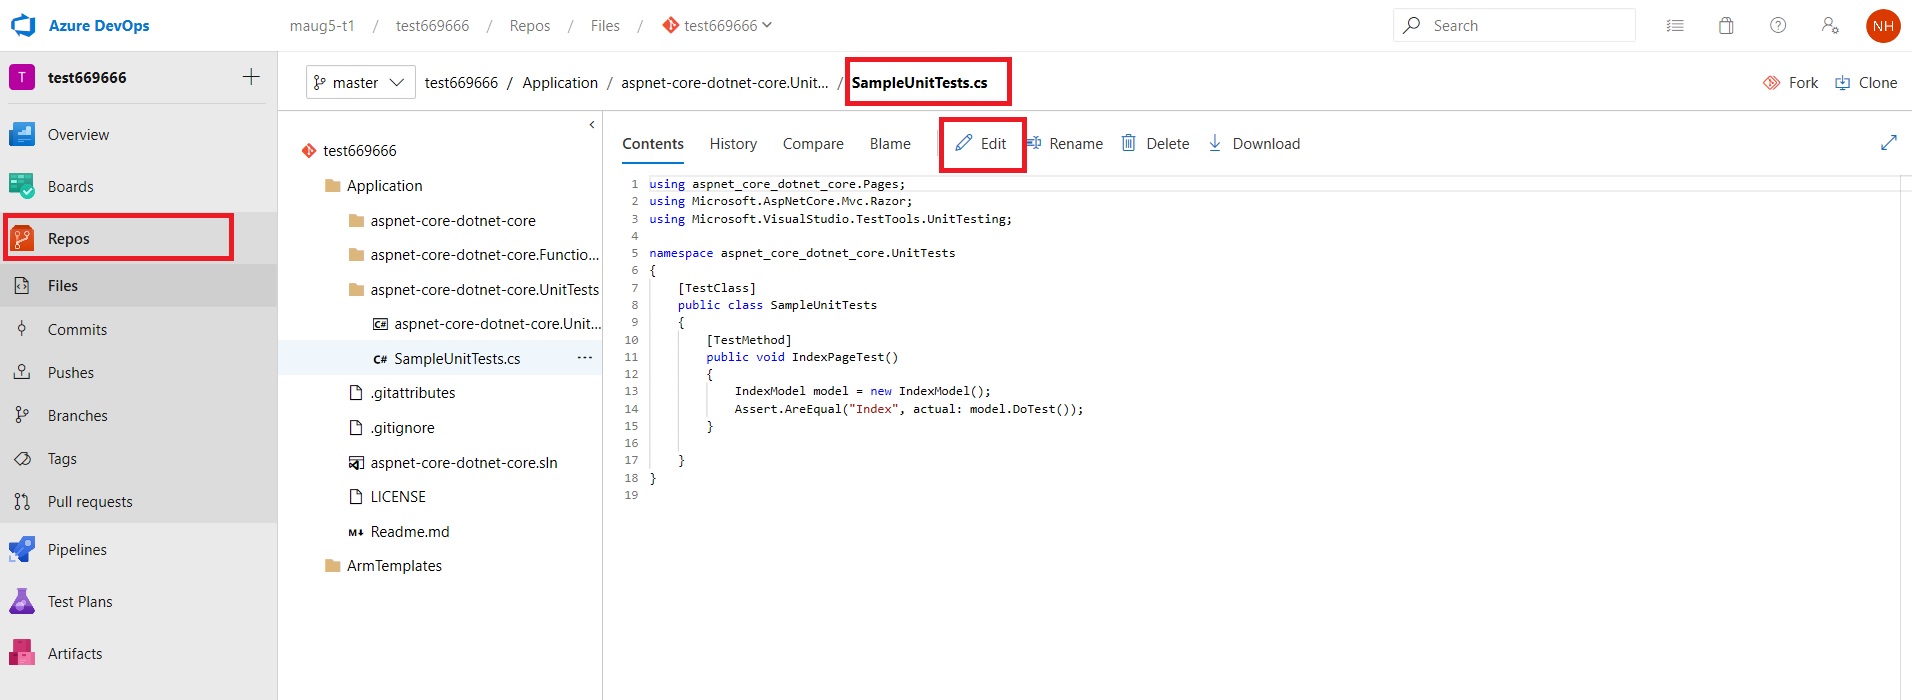 Azure DevOps
maug5-t1 / test669666 / Repos / Files / test669666
Search
NH
T test669666
master test669666 / Application / aspnet-core-dotnet-core.Unit... / SampleUnitTests.cs
Fork Clone
Overview
Boards
Repos
Files
Commits
Pushes
Branches
Tags
Pull requests
Pipelines
Test Plans
Artifacts
test669666
Application
aspnet-core-dotnet-core
aspnet-core-dotnet-core.Functio...
aspnet-core-dotnet-core.UnitTests
C# aspnet-core-dotnet-core.Unit...
C# SampleUnitTests.cs ...
.gitattributes
.gitignore
aspnet-core-dotnet-core.sln
LICENSE
M↓ Readme.md
ArmTemplates
Contents History Compare Blame Edit Rename Delete Download
1 using aspnet_core_dotnet_core.Pages;
2 using Microsoft.AspNetCore.Mvc.Razor;
3 using Microsoft.VisualStudio.TestTools.UnitTesting;
4
5 namespace aspnet_core_dotnet_core.UnitTests
6 {
7 [TestClass]
8 public class SampleUnitTests
9 {
10 [TestMethod]
11 public void IndexPageTest()
12 {
13 IndexModel model = new IndexModel();
14 Assert.AreEqual("Index", actual: model.DoTest());
15 }
16
17 }
18 }
19